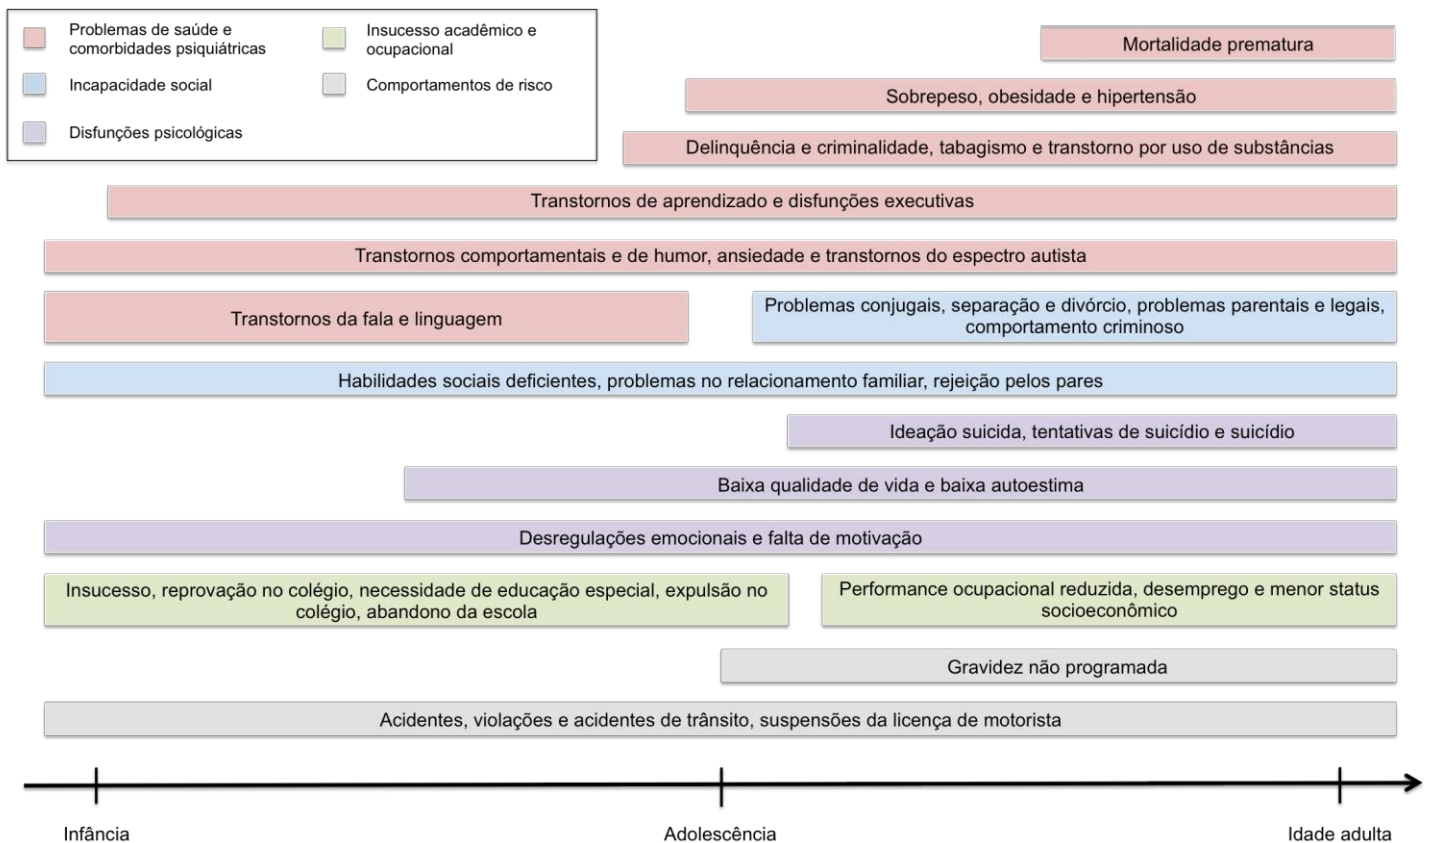 Problemas de saúde e
comorbidades psiquiátricas
Insucesso acadêmico e
ocupacional
Incapacidade social
Comportamentos de risco
Disfunções psicológicas
Mortalidade prematura
Sobrepeso, obesidade e hipertensão
Delinquência e criminalidade, tabagismo e transtorno por uso de substâncias
Transtornos de aprendizado e disfunções executivas
Transtornos comportamentais e de humor, ansiedade e transtornos do espectro autista
Transtornos da fala e linguagem
Problemas conjugais, separação e divórcio, problemas parentais e legais,
comportamento criminoso
Habilidades sociais deficientes, problemas no relacionamento familiar, rejeição pelos pares
Ideação suicida, tentativas de suicídio e suicídio
Baixa qualidade de vida e baixa autoestima
Desregulações emocionais e falta de motivação
Insucesso, reprovação no colégio, necessidade de educação especial, expulsão no
colégio, abandono da escola
Performance ocupacional reduzida, desemprego e menor status
socioeconômico
Gravidez não programada
Acidentes, violações e acidentes de trânsito, suspensões da licença de motorista
Infância
Adolescência
Idade adulta